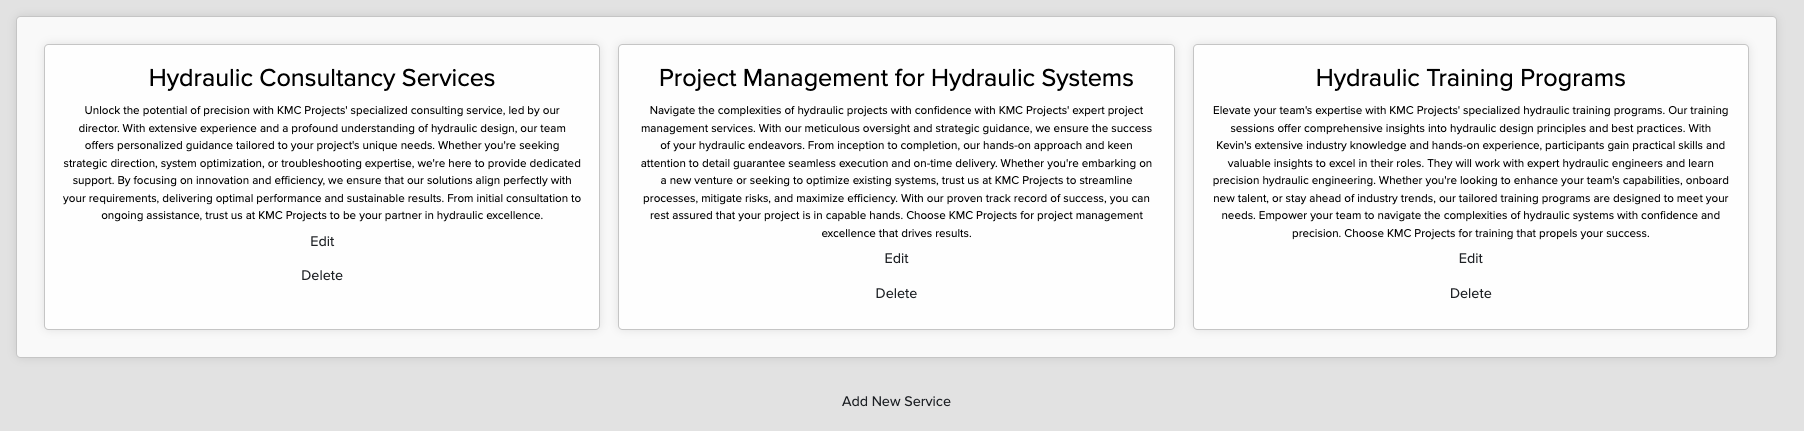 Hydraulic Consultancy Services
Unlock the potential of precision with KMC Projects' specialized consulting service, led by our
director. With extensive experience and a profound understanding of hydraulic design, our team
offers personalized guidance tailored to your project's unique needs. Whether you're seeking
strategic direction, system optimization, or troubleshooting expertise, we're here to provide dedicated
support. By focusing on innovation and efficiency, we ensure that our solutions align perfectly with
your requirements, delivering optimal performance and sustainable results. From initial consultation to
ongoing assistance, trust us at KMC Projects to be your partner in hydraulic excellence.
Edit
Delete
Project Management for Hydraulic Systems
Navigate the complexities of hydraulic projects with confidence with KMC Projects' expert project
management services. With our meticulous oversight and strategic guidance, we ensure the success
of your hydraulic endeavors. From inception to completion, our hands-on approach and keen
attention to detail guarantee seamless execution and on-time delivery. Whether you're embarking on
a new venture or seeking to optimize existing systems, trust us at KMC Projects to streamline
processes, mitigate risks, and maximize efficiency. With our proven track record of success, you can
rest assured that your project is in capable hands. Choose KMC Projects for project management
excellence that drives results.
Edit
Delete
Hydraulic Training Programs
Elevate your team's expertise with KMC Projects' specialized hydraulic training programs. Our training
sessions offer comprehensive insights into hydraulic design principles and best practices. With
Kevin's extensive industry knowledge and hands-on experience, participants gain practical skills and
valuable insights to excel in their roles. They will work with expert hydraulic engineers and learn
precision hydraulic engineering. Whether you're looking to enhance your team's capabilities, onboard
new talent, or stay ahead of industry trends, our tailored training programs are designed to meet your
needs. Empower your team to navigate the complexities of hydraulic systems with confidence and
precision. Choose KMC Projects for training that propels your success.
Edit
Delete
Add New Service